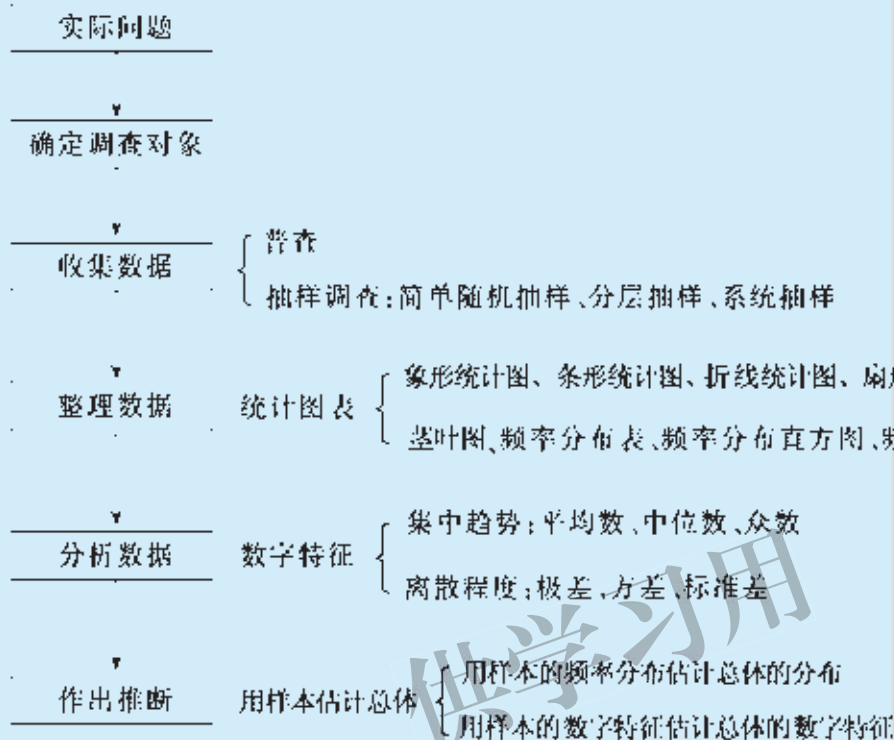 实际问题
确定调查对象
收集数据
普查
抽样调查:简单随机抽样、分层抽样、系统抽样
整理数据
统计图表
象形统计图、条形统计图、折线统计图、扇
茎叶图、频率分布表、频率分布直方图、频
分析数据
数字特征
集中趋势:平均数、中位数、众数
离散程度:极差、方差、标准差
作出推断
用样本估计总体
用样本的频率分布估计总体的分布
用样本的数字特征估计总体的数字特征
供学习用